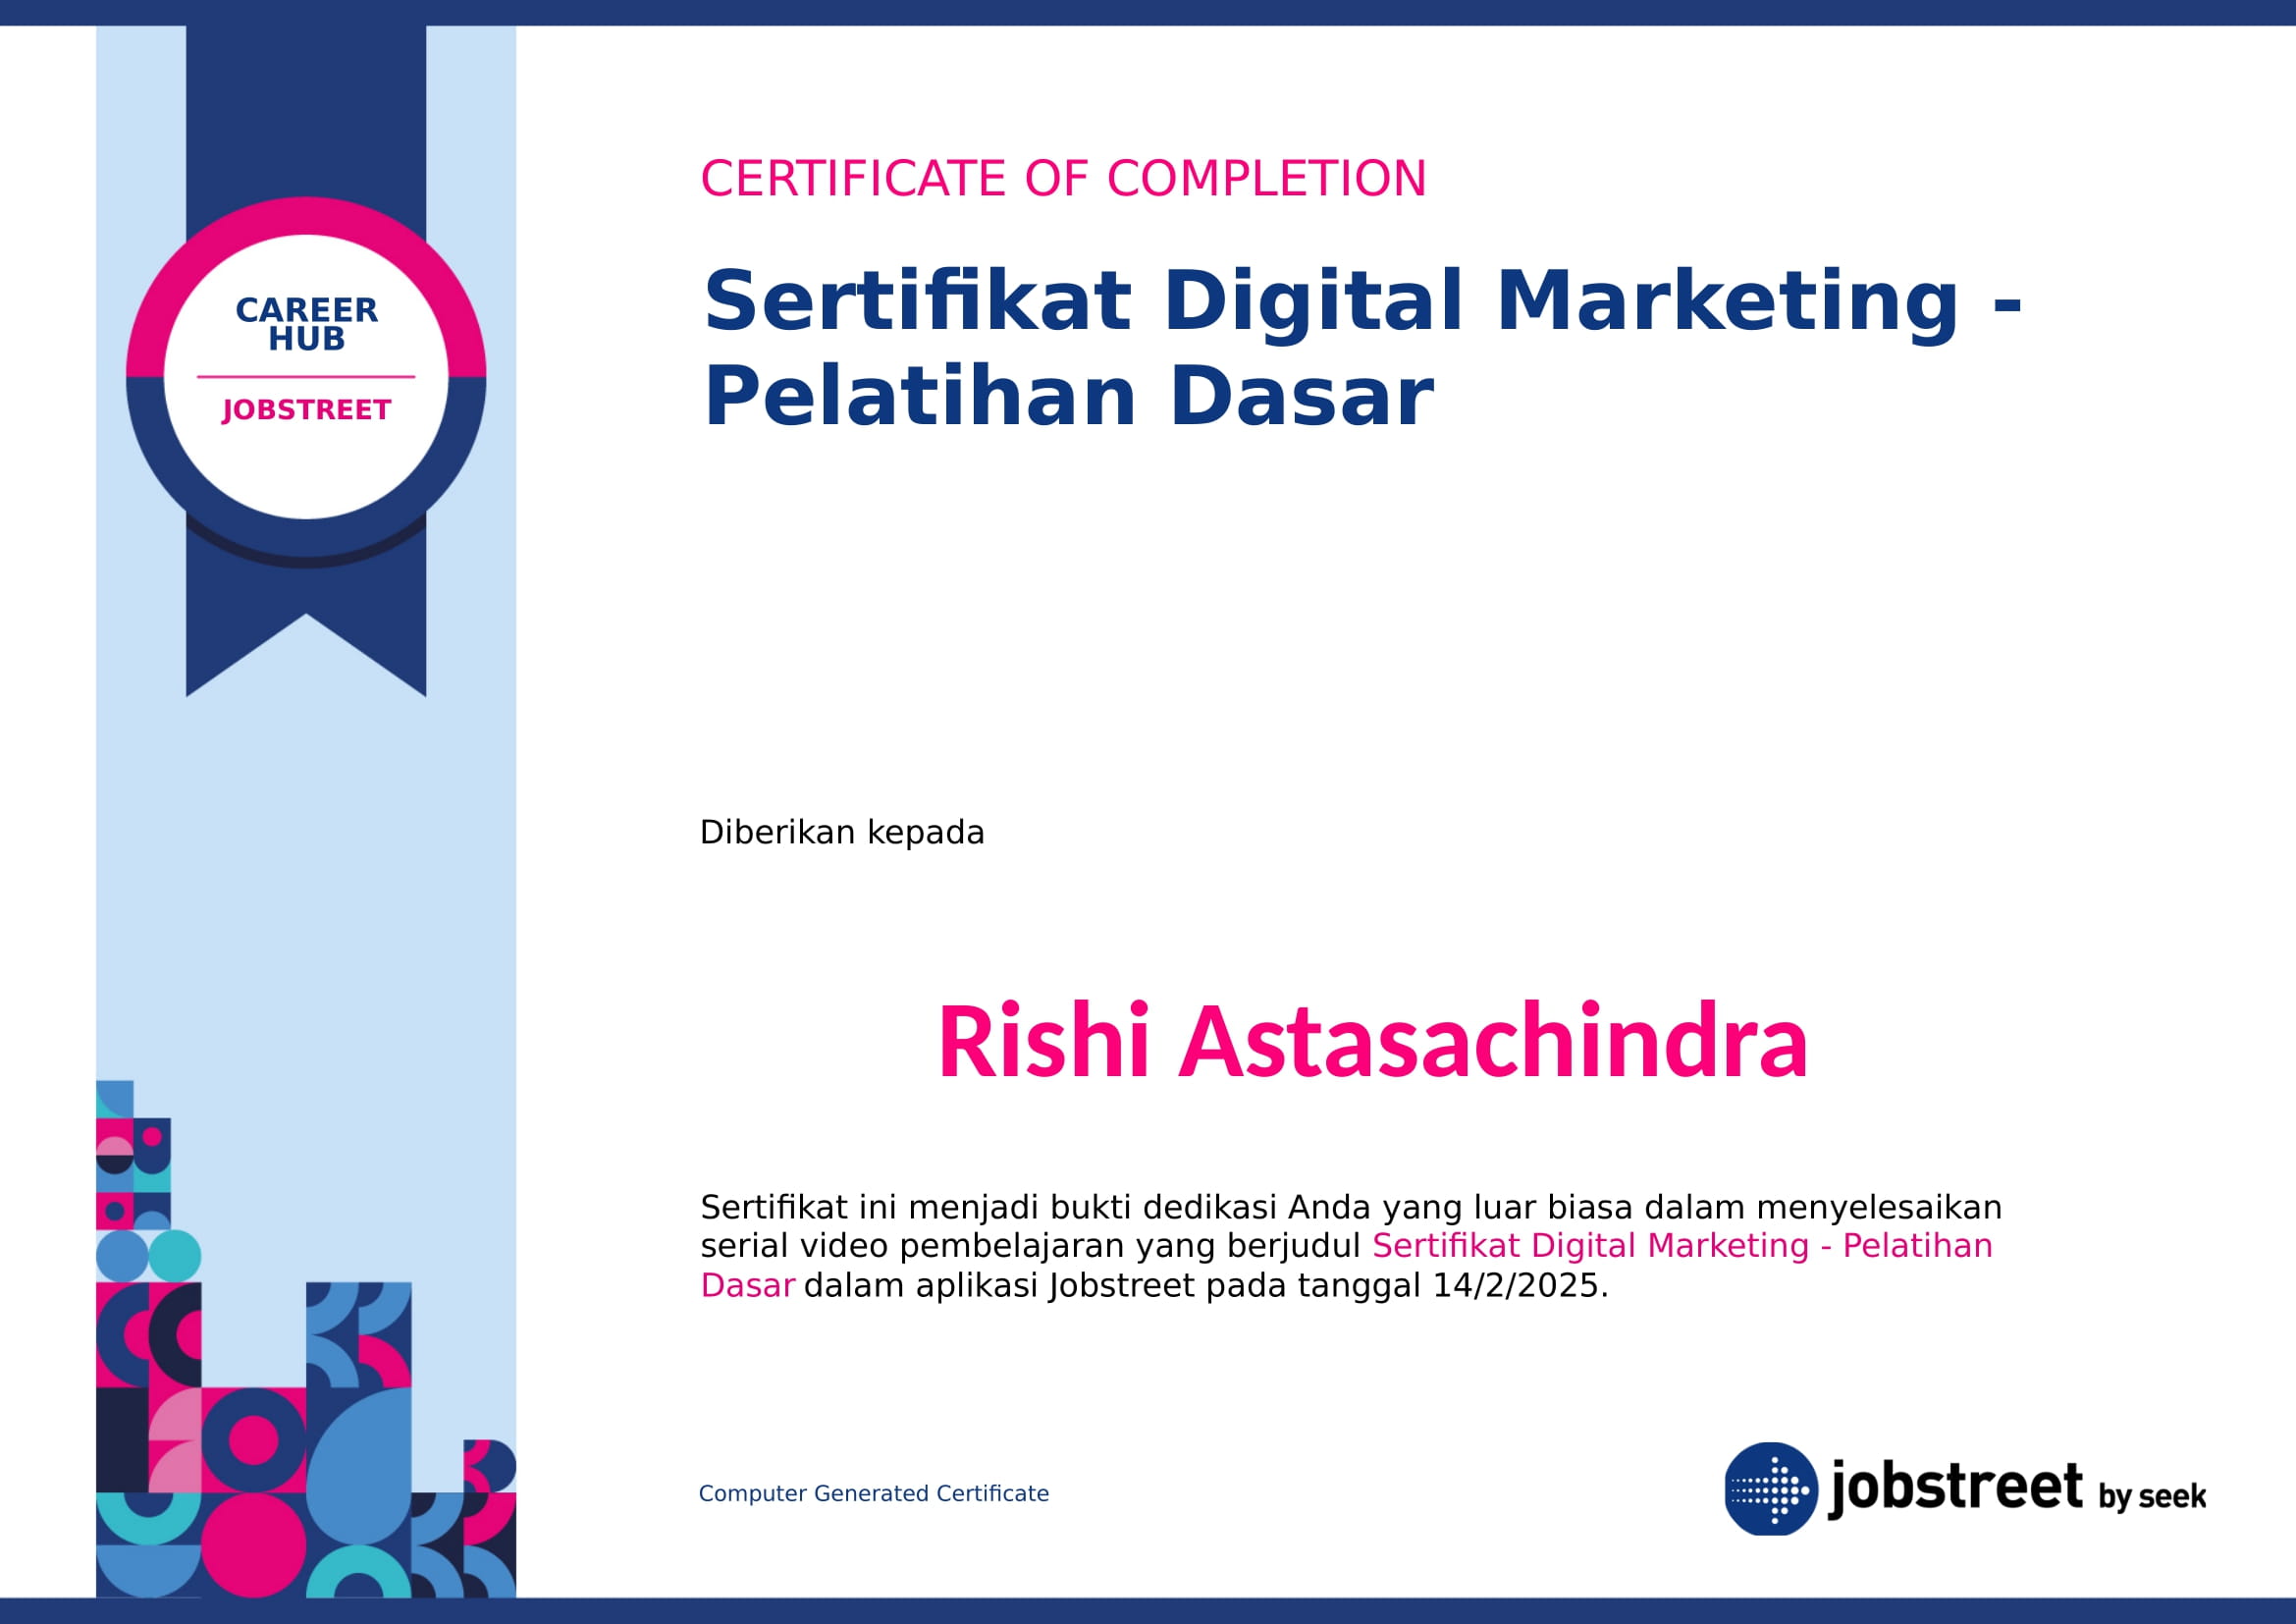 CERTIFICATE OF COMPLETION
Sertifikat Digital Marketing -
Pelatihan Dasar
CAREER
HUB
JOBSTREET
Diberikan kepada
Rishi Astasachindra
Sertifikat ini menjadi bukti dedikasi Anda yang luar biasa dalam menyelesaikan
serial video pembelajaran yang berjudul Sertifikat Digital Marketing - Pelatihan
Dasar dalam aplikasi Jobstreet pada tanggal 14/2/2025.
Computer Generated Certificate
jobstreet by seek